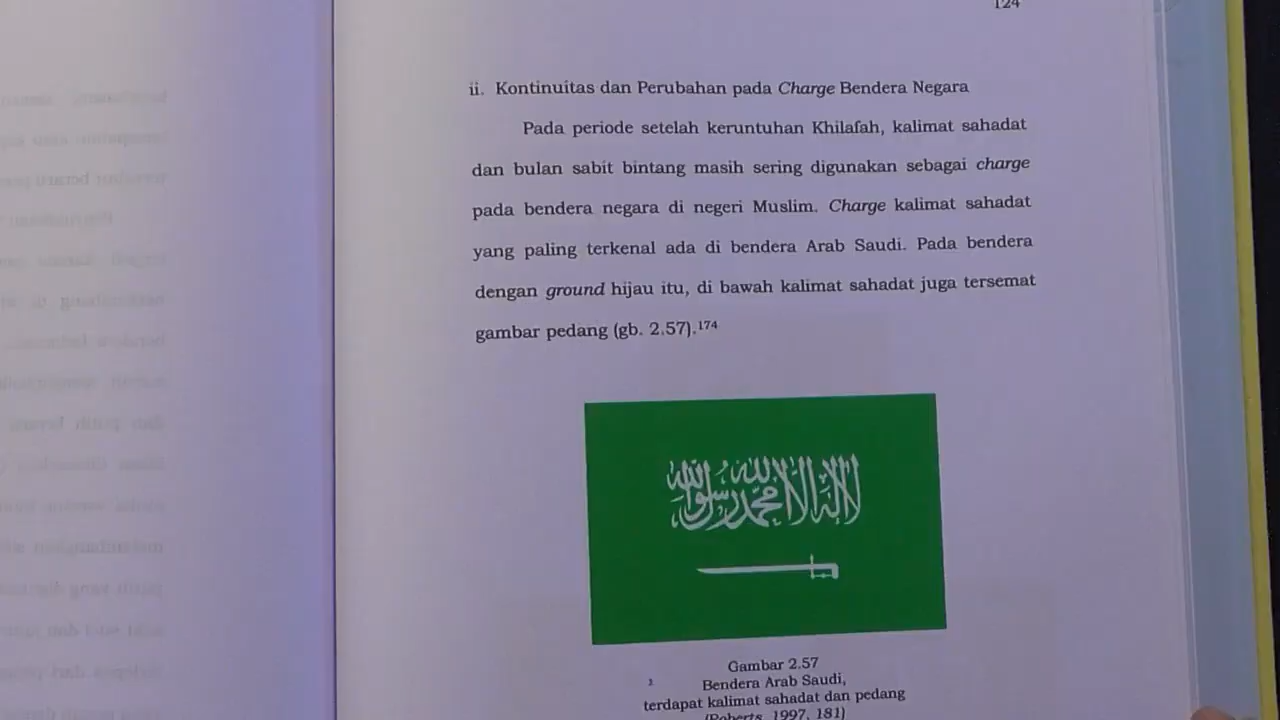 124
ii. Kontinuitas dan Perubahan pada Charge Bendera Negara
Pada periode setelah keruntuhan Khilafah, kalimat sahadat
dan bulan sabit bintang masih sering digunakan sebagai charge
pada bendera negara di negeri Muslim. Charge kalimat sahadat
yang paling terkenal ada di bendera Arab Saudi. Pada bendera
dengan ground hijau itu, di bawah kalimat sahadat juga tersemat
gambar pedang (gb. 2.57).174
لا إله إلا الله محمد رسول الله
Gambar 2.57
Bendera Arab Saudi,
terdapat kalimat sahadat dan pedang
(Roberts, 1997, 181)